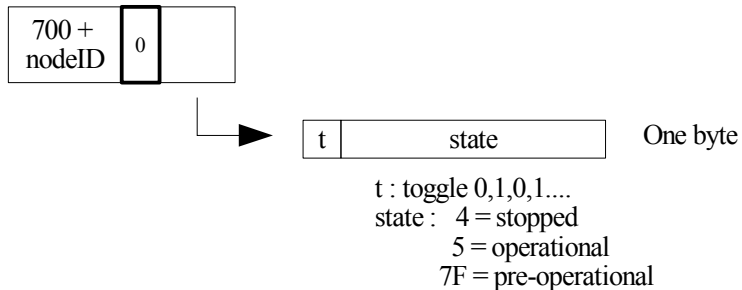 700 +
nodeID
0
t
state
One byte
t : toggle 0,1,0,1....
state : 4 = stopped
5 = operational
7F = pre-operational